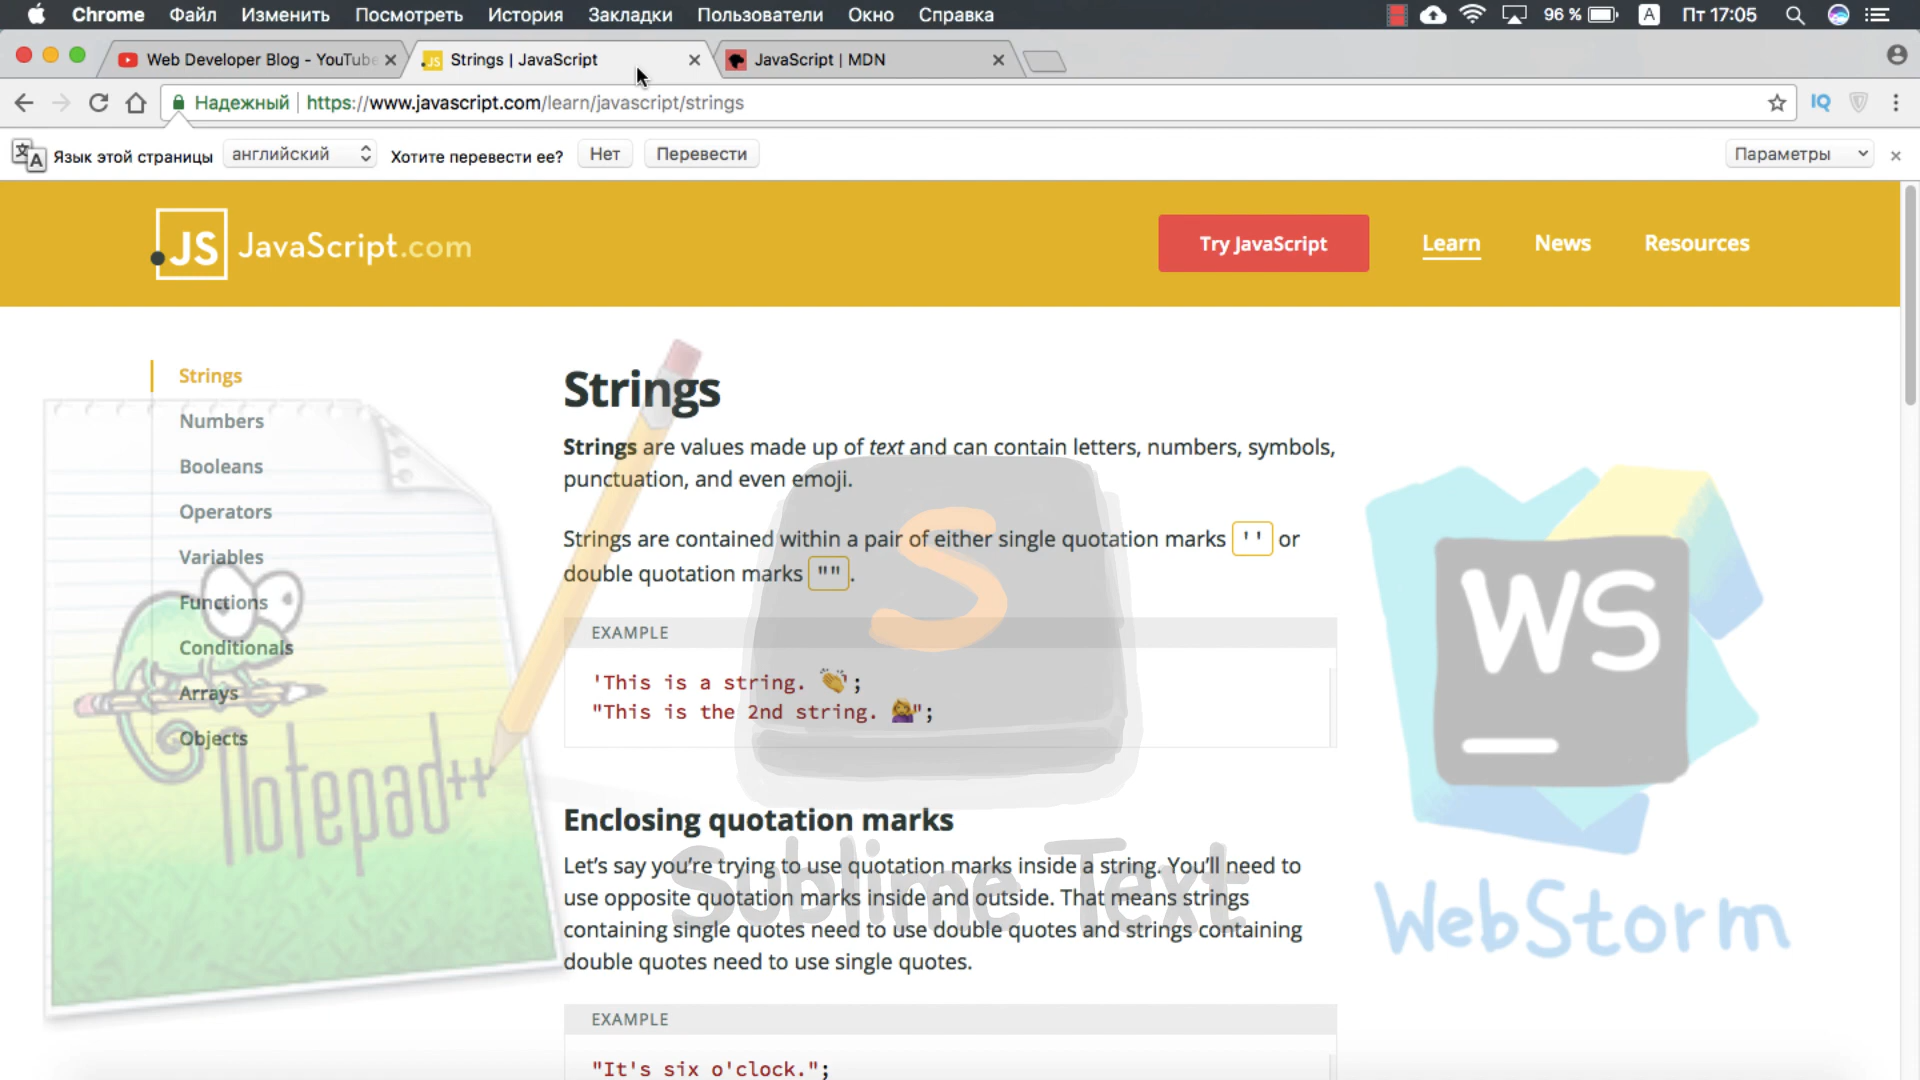 Chrome Файл Изменить Посмотреть История Закладки Пользователи Окно Справка 96 % A Пт 17:05
Web Developer Blog - YouTube Strings | JavaScript JavaScript | MDN
Надежный https://www.javascript.com/learn/javascript/strings IQ
Язык этой страницы английский Хотите перевести ее? Нет Перевести Параметры
JS JavaScript.com Try JavaScript Learn News Resources
Strings
Numbers
Booleans
Operators
Variables
Functions
Conditionals
Arrays
Objects
Notepad++
Strings
Strings are values made up of text and can contain letters, numbers, symbols,
punctuation, and even emoji.
Strings are contained within a pair of either single quotation marks '' or
double quotation marks "".
EXAMPLE
'This is a string. 👏';
"This is the 2nd string. 💁";
Enclosing quotation marks
Let’s say you’re trying to use quotation marks inside a string. You’ll need to
use opposite quotation marks inside and outside. That means strings
containing single quotes need to use double quotes and strings containing
double quotes need to use single quotes.
EXAMPLE
"It's six o'clock.";
S
Sublime Text
WS
WebStorm